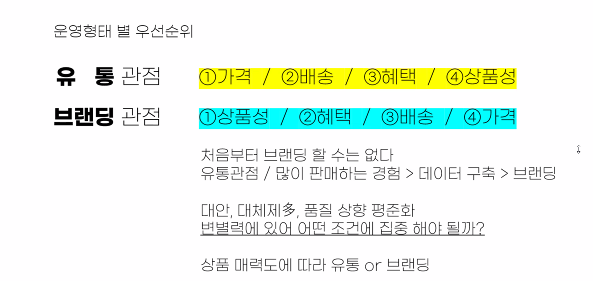 운영형태 별 우선순위
유 통 관점 ①가격 / ②배송 / ③혜택 / ④상품성
브랜딩 관점 ①상품성 / ②혜택 / ③배송 / ④가격
처음부터 브랜딩 할 수는 없다
유통관점 / 많이 판매하는 경험 > 데이터 구축 > 브랜딩
대안, 대체제多, 품질 상향 평준화
변별력에 있어 어떤 조건에 집중 해야 될까?
상품 매력도에 따라 유통 or 브랜딩